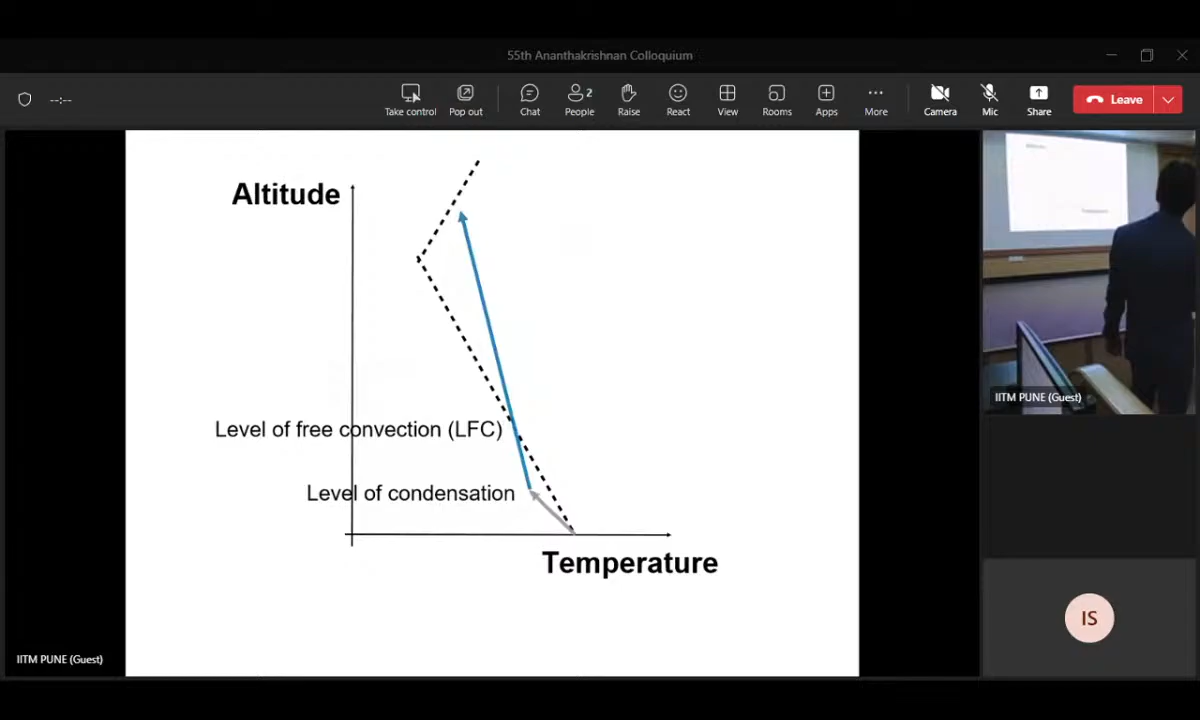 55th Ananthakrishnan Colloquium
--:--
Take control
Pop out
Chat
2
People
Raise
React
View
Rooms
Apps
More
Camera
Mic
Share
Leave
Altitude
Level of free convection (LFC)
Level of condensation
Temperature
IITM PUNE (Guest)
IITM PUNE (Guest)
IS